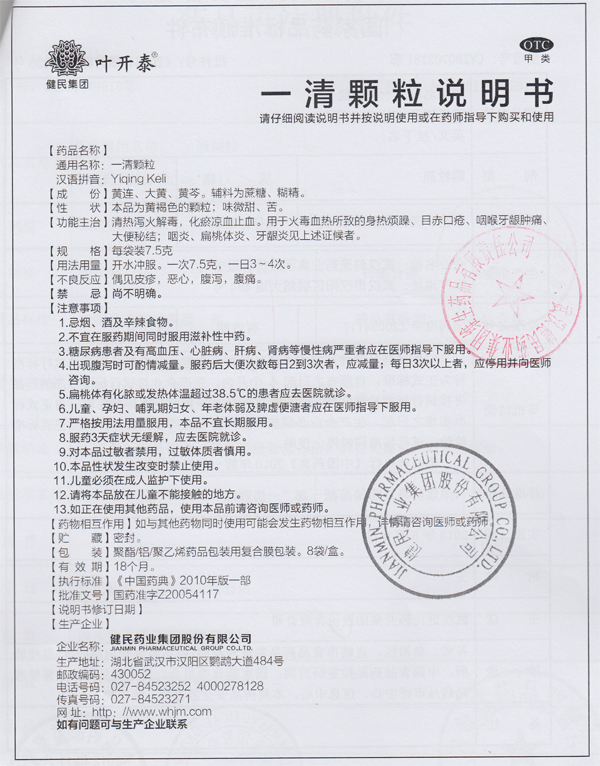 叶开泰®
健民集团
OTC
甲类
一清颗粒说明书
请仔细阅读说明书并按说明使用或在药师指导下购买和使用
【药品名称】
通用名称：一清颗粒
汉语拼音：Yiqing Keli
【成　　份】黄连、大黄、黄芩。辅料为蔗糖、糊精。
【性　　状】本品为黄褐色的颗粒；味微甜、苦。
【功能主治】清热泻火解毒，化瘀凉血止血。用于火毒血热所致的身热烦躁、目赤口疮、咽喉牙龈肿痛、
大便秘结；咽炎、扁桃体炎、牙龈炎见上述证候者。
【规　　格】每袋装7.5克
【用法用量】开水冲服。一次7.5克，一日3~4次。
【不良反应】偶见皮疹，恶心，腹泻，腹痛。
【禁　　忌】尚不明确。
【注意事项】
1.忌烟、酒及辛辣食物。
2.不宜在服药期间同时服用滋补性中药。
3.糖尿病患者及有高血压、心脏病、肝病、肾病等慢性病严重者应在医师指导下服用。
4.出现腹泻时可酌情减量。服药后大便次数每日2到3次者，应减量；每日3次以上者，应停用并向医师
咨询。
5.扁桃体有化脓或发热体温超过38.5℃的患者应去医院就诊。
6.儿童、孕妇、哺乳期妇女、年老体弱及脾虚便溏者应在医师指导下服用。
7.严格按用法用量服用，本品不宜长期服用。
8.服药3天症状无缓解，应去医院就诊。
9.对本品过敏者禁用，过敏体质者慎用。
10.本品性状发生改变时禁止使用。
11.儿童必须在成人监护下使用。
12.请将本品放在儿童不能接触的地方。
13.如正在使用其他药品，使用本品前请咨询医师或药师。
【药物相互作用】如与其他药物同时使用可能会发生药物相互作用，详情请咨询医师或药师。
【贮　　藏】密封。
【包　　装】聚酯/铝/聚乙烯药品包装用复合膜包装。8袋/盒。
【有 效 期】18个月。
【执行标准】《中国药典》2010年版一部
【批准文号】国药准字Z20054117
【说明书修订日期】
【生产企业】
企业名称：健民药业集团股份有限公司
JIANMIN PHARMACEUTICAL GROUP CO.,LTD.
生产地址：湖北省武汉市汉阳区鹦鹉大道484号
邮政编码：430052
电话号码：027-84523252 4000278128
传真号码：027-84523271
网 址：http://www.whjm.com
如有问题可与生产企业联系
JIANMIN PHARMACEUTICAL GROUP CO.,LTD.
健民药业集团股份有限公司